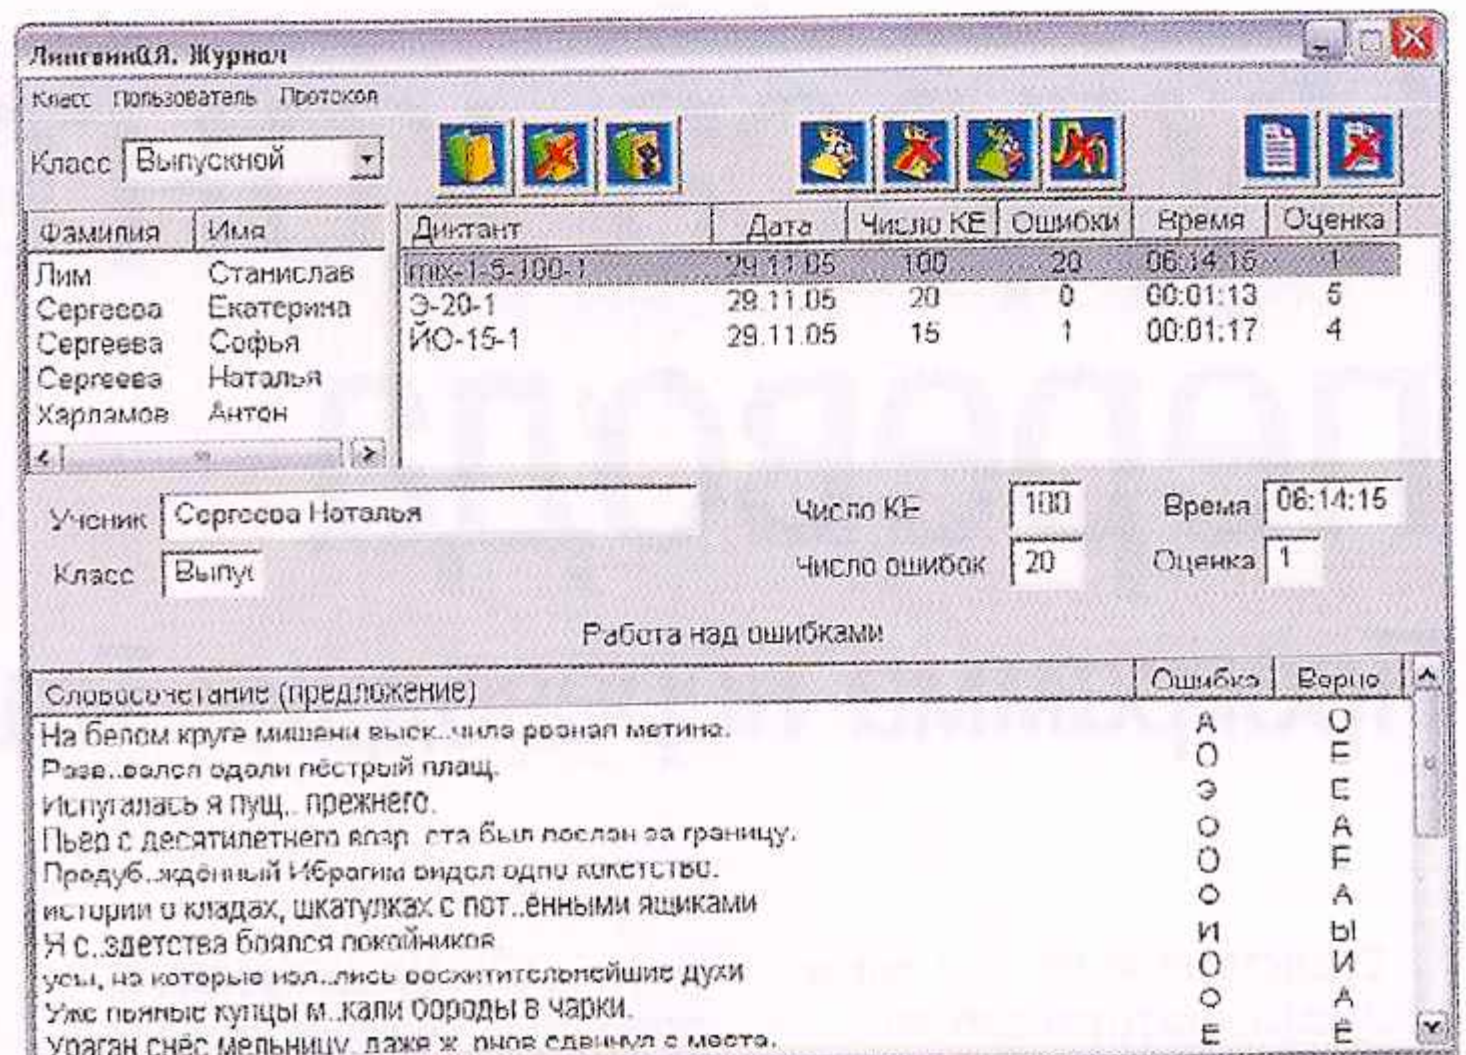 ЛингвинОЯ. Журнал
Класс Пользователь Протокол
Класс Выпускной
Фамилия Имя Диктант Дата Число КЕ Ошибки Время Оценка
Лим Станислав mix-1-5-100-1 29.11.05 100 20 06:14:15 1
Сергеева Екатерина Э-20-1 29.11.05 20 0 00:01:13 5
Сергеева Софья ЙО-15-1 29.11.05 15 1 00:01:17 4
Сергеева Наталья
Харламов Антон
Ученик Сергеева Наталья Число КЕ 100 Время 06:14:15
Класс Выпус Число ошибок 20 Оценка 1
Работа над ошибками
Словосочетание (предложение) Ошибка Верно
На белом круге мишени выск..чила рваная метина. А О
Разв..вался вдали пёстрый плащ. О Е
Испугалась я пущ.. прежнего. Э Е
Пьер с десятилетнего возр..ста был послан за границу. О А
Предуб..ждённый Ибрагим видел одно кокетство. О Е
истории о кладах, шкатулках с пот..ёнными ящиками О А
Я с..здетства боялся покойников И Ы
усы, на которые изл..лись восхитительнейшие духи О И
Уже пьяные купцы м..кали бороды в чарки. О А
Ураган снёс мельницу, даже ж..рнов сдвинул с места. Е Ё